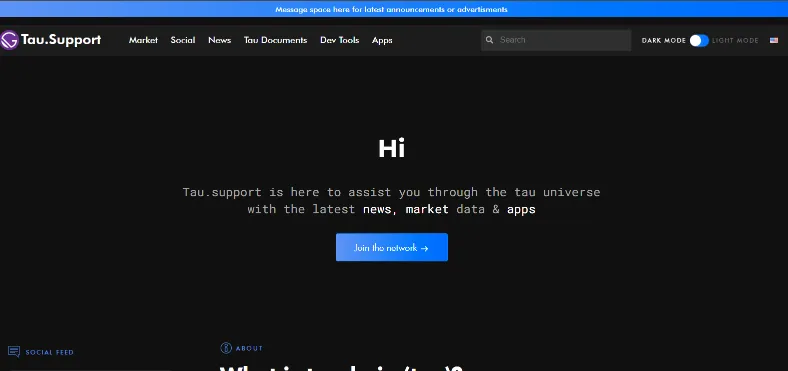 Message space here for latest announcements or advertisments
Tau.Support Market Social News Tau Documents Dev Tools Apps Search DARK MODE LIGHT MODE
Hi
Tau.support is here to assist you through the tau universe
with the latest news, market data & apps
Join the network →
SOCIAL FEED
ABOUT